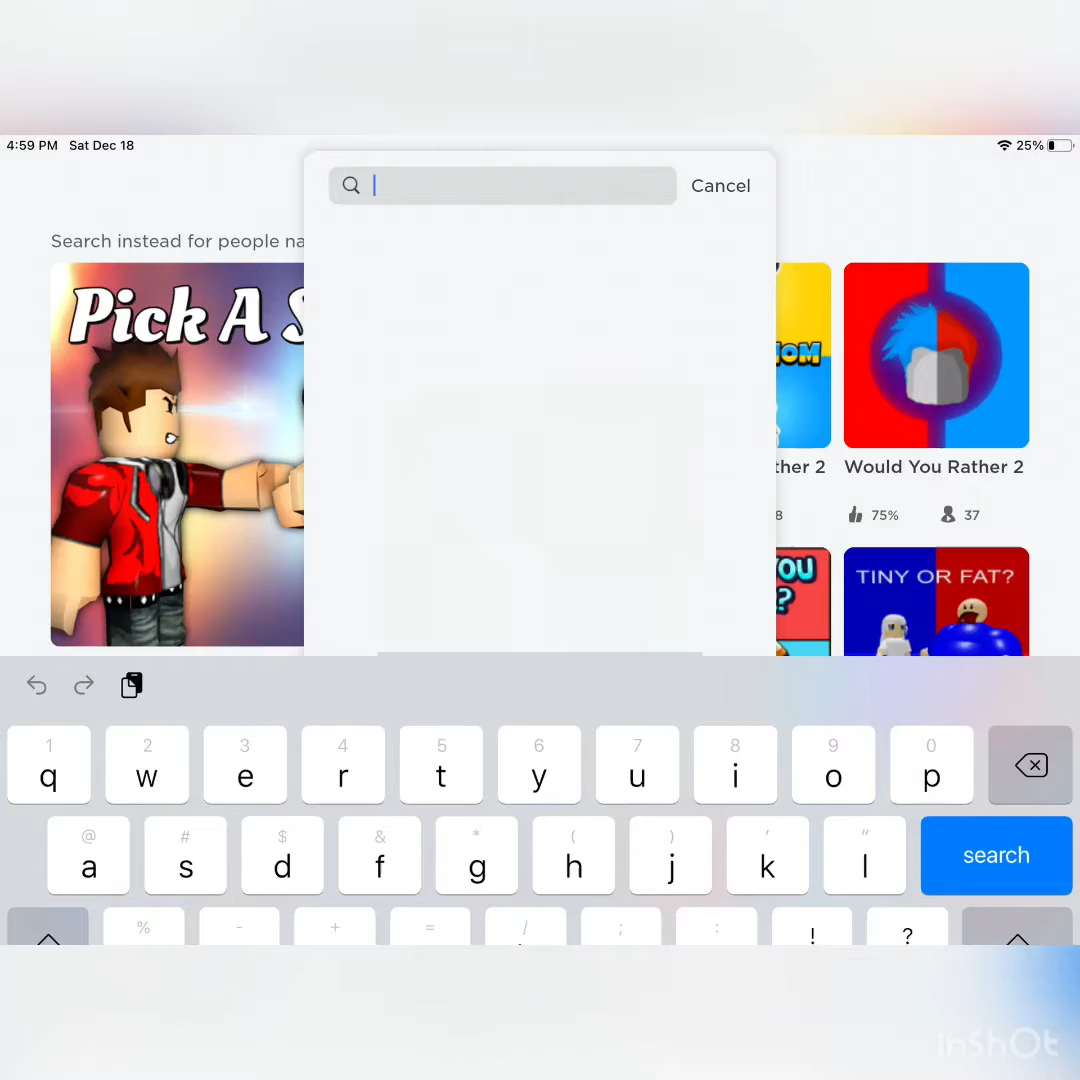 4:59 PM Sat Dec 18
25%
Cancel
Search instead for people na
Pick A S
Would You Rather 2
ther 2
75%
37
8
YOU
?
TINY OR FAT?
1 2 3 4 5 6 7 8 9 0
q w e r t y u i o p
@ # $ & * ( ) ' "
a s d f g h j k l
search
% - + = / ; : ! ?
InShOt